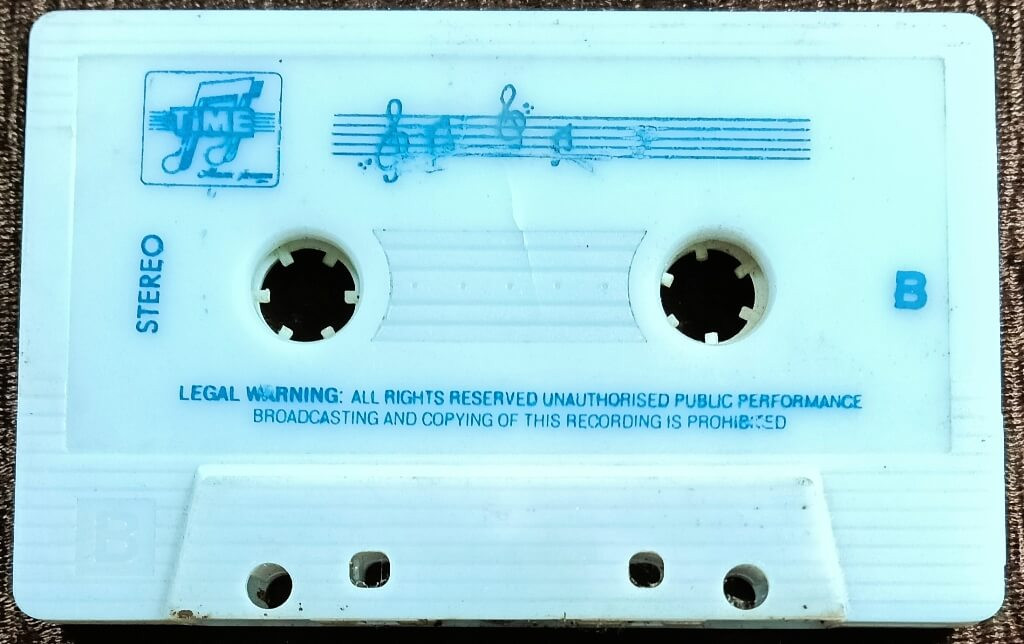 TIME
STEREO
B
LEGAL WARNING: ALL RIGHTS RESERVED UNAUTHORISED PUBLIC PERFORMANCE
BROADCASTING AND COPYING OF THIS RECORDING IS PROHIBITED
B